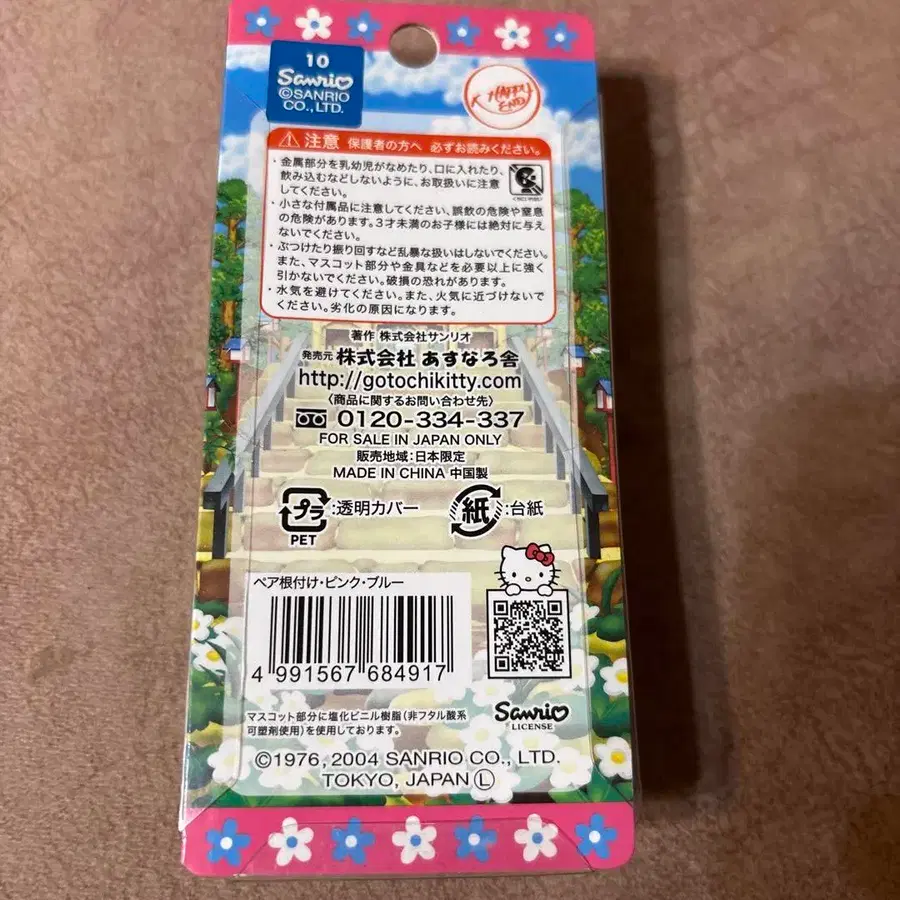 10
Sanrio
©SANRIO
CO., LTD.
HAPPY
END
注意 保護者の方へ 必ずお読みください。
・金属部分を乳幼児がなめたり、口に入れたり、
飲み込むなどしないように、お取扱いに注意
してください。
・小さな付属品に注意してください、誤飲の危険や窒息
の危険があります。3才未満のお子様には絶対に与え
ないでください。
・ぶつけたり振り回すなど乱暴な扱いはしないでください。
また、マスコット部分や金具などを必要以上に強く
引かないでください。破損の恐れがあります。
・水気を避けてください。また、火気に近づけないで
ください。劣化の原因になります。
著作 株式会社サンリオ
発売元 株式会社 あすなろ舎
http://gotochikitty.com
〈商品に関するお問い合わせ先〉
0120-334-337
FOR SALE IN JAPAN ONLY
販売地域:日本限定
MADE IN CHINA 中国製
プラ:透明カバー
PET
紙:台紙
ペア根付け・ピンク・ブルー
4 991567 684917
マスコット部分に塩化ビニル樹脂(非フタル酸系
可塑剤使用)を使用しております。
Sanrio
LICENSE
©1976, 2004 SANRIO CO., LTD.
TOKYO, JAPAN Ⓛ